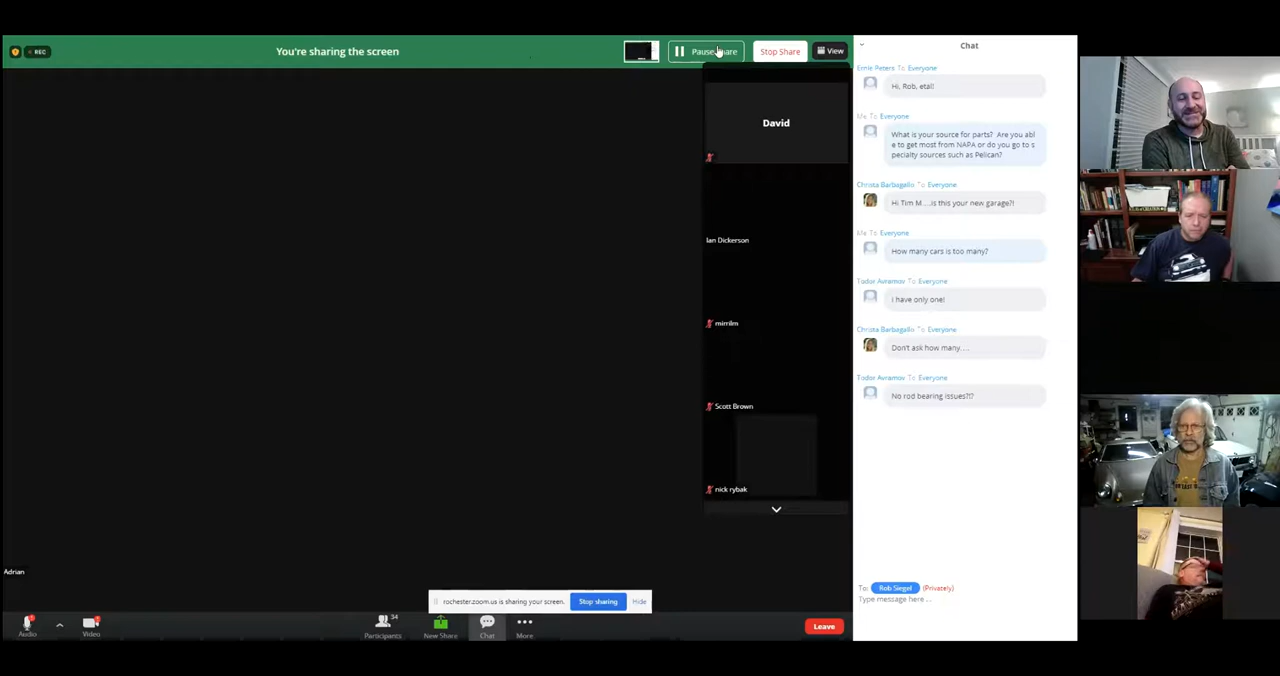 REC
You're sharing the screen
Pause Share
Stop Share
View
David
Ian Dickerson
mirrilm
Scott Brown
nick rybak
Adrian
rochester.zoom.us is sharing your screen.
Stop sharing
Hide
Audio
Video
34
Participants
New Share
Chat
More
Leave
Chat
Ernie Peters To Everyone
Hi, Rob, etal!
Me To Everyone
What is your source for parts? Are you abl
e to get most from NAPA or do you go to s
pecialty sources such as Pelican?
Christa Barbagallo To Everyone
Hi Tim M....is this your new garage?!
Me To Everyone
How many cars is too many?
Todor Avramov To Everyone
I have only one!
Christa Barbagallo To Everyone
Don't ask how many....
Todor Avramov To Everyone
No rod bearing issues?!?
To: Rob Siegel (Privately)
Type message here . .